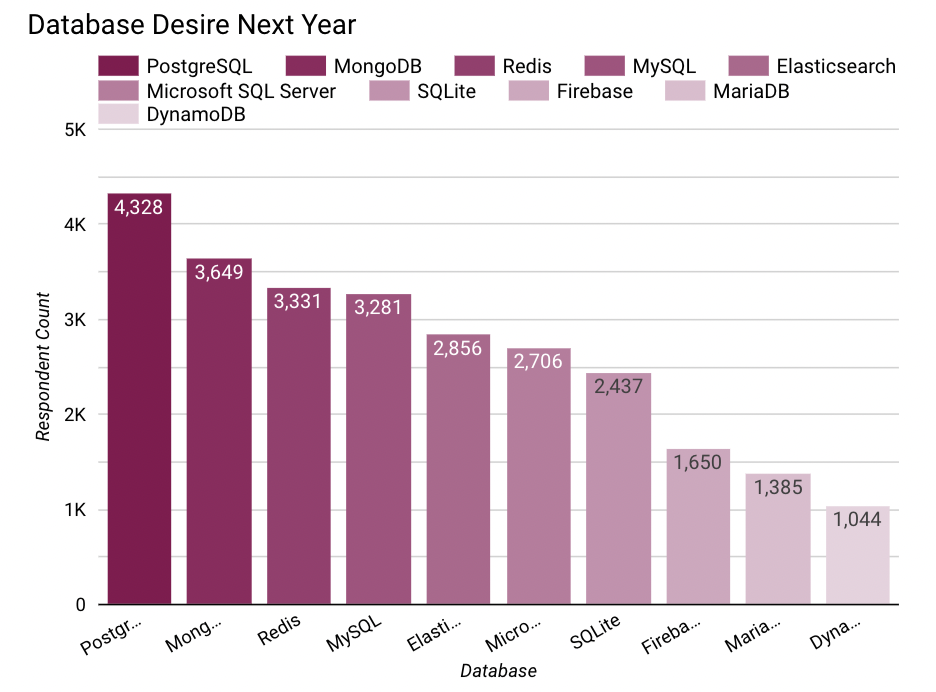 Database Desire Next Year
PostgreSQL MongoDB Redis MySQL Elasticsearch
Microsoft SQL Server SQLite Firebase MariaDB
DynamoDB
5K
4K
3K
2K
1K
0
Respondent Count
4,328
3,649
3,331
3,281
2,856
2,706
2,437
1,650
1,385
1,044
Postgr... Mong... Redis MySQL Elasti... Micro... SQLite Fireba... Maria... Dyna...
Database